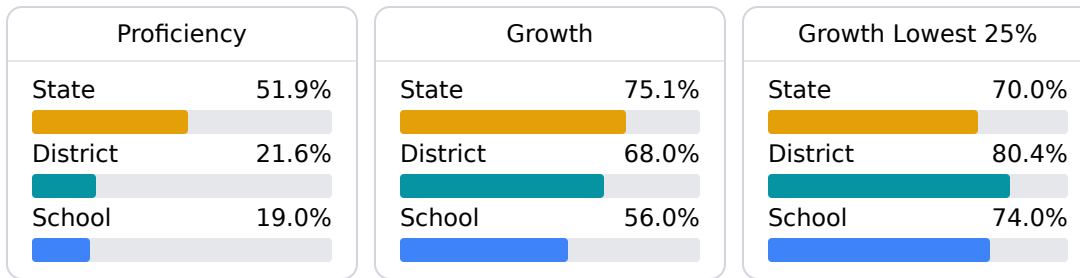 Proficiency
State 51.9%
District 21.6%
School 19.0%
Growth
State 75.1%
District 68.0%
School 56.0%
Growth Lowest 25%
State 70.0%
District 80.4%
School 74.0%